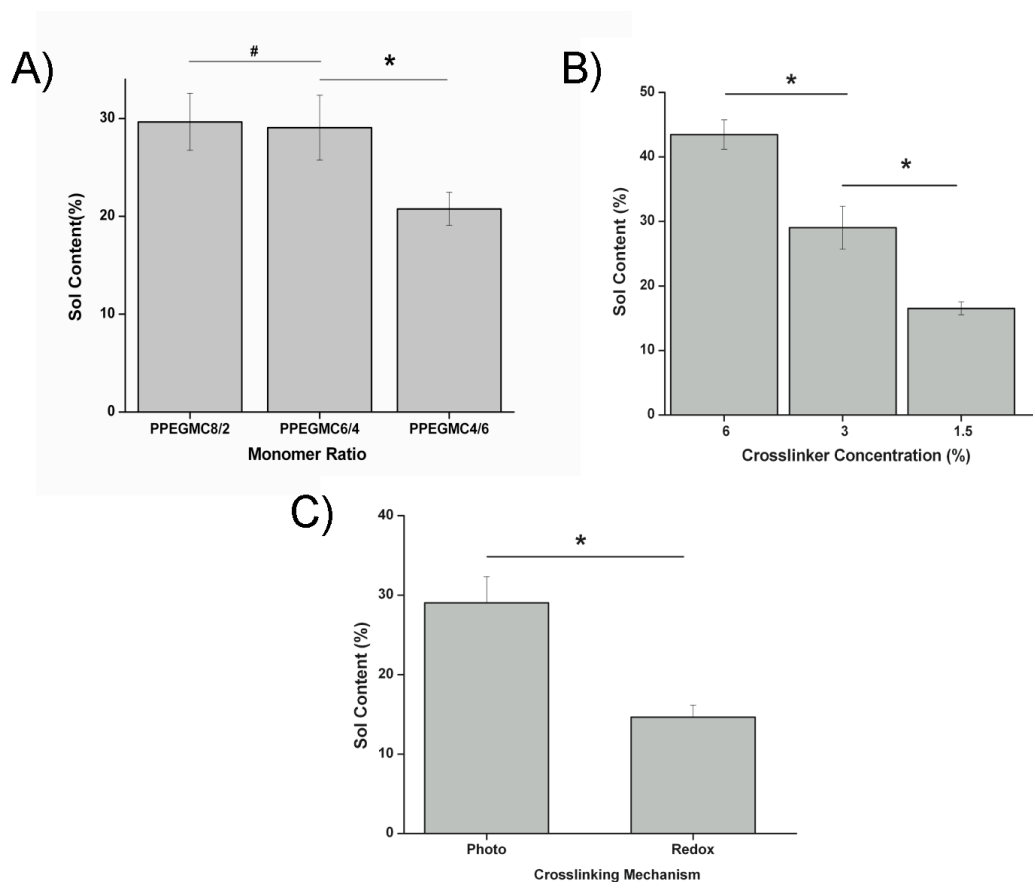 A)
#
*
30
20
10
0
Sol Content(%)
PPEGMC8/2 PPEGMC6/4 PPEGMC4/6
Monomer Ratio
B)
*
*
50
40
30
20
10
0
Sol Content (%)
6 3 1.5
Crosslinker Concentration (%)
C)
*
40
30
20
10
0
Sol Content (%)
Photo Redox
Crosslinking Mechanism